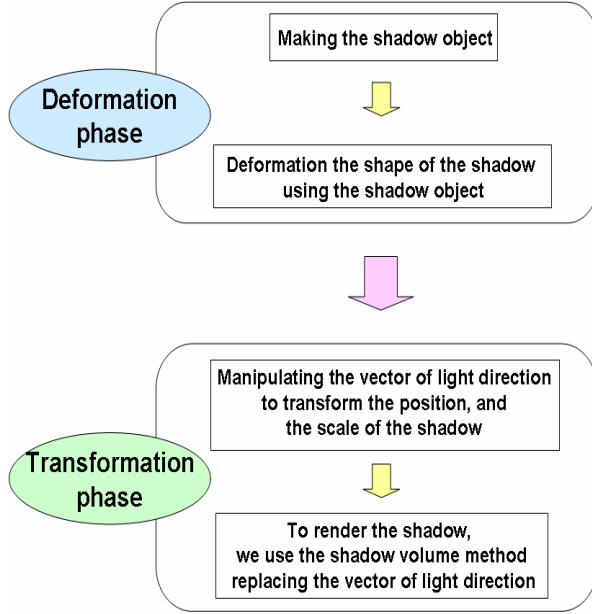 Making the shadow object
Deformation
phase
Deformation the shape of the shadow
using the shadow object
Manipulating the vector of light direction
to transform the position, and
the scale of the shadow
Transformation
phase
To render the shadow,
we use the shadow volume method
replacing the vector of light direction